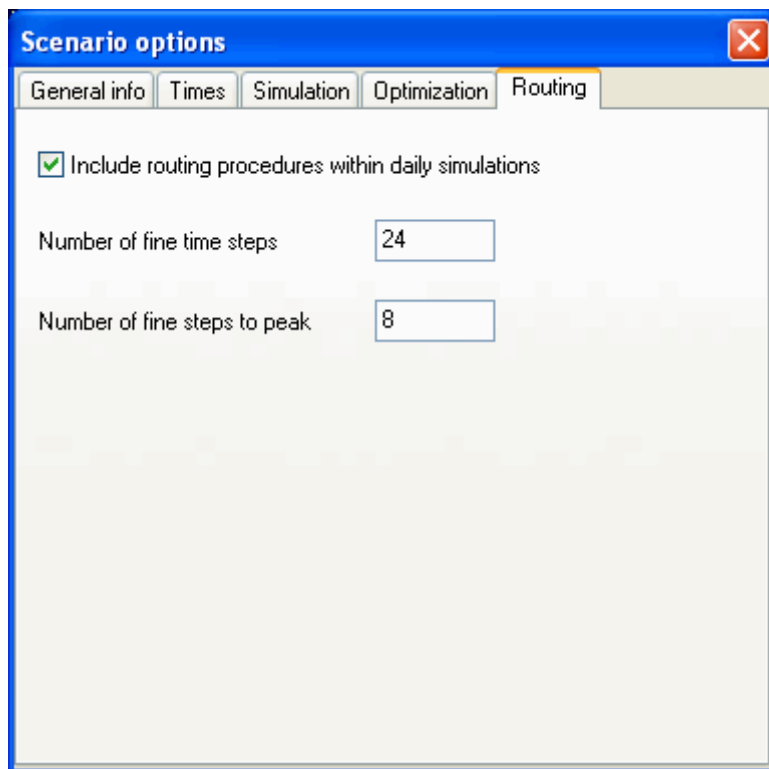 Scenario options
General info Times Simulation Optimization Routing
Include routing procedures within daily simulations
Number of fine time steps 24
Number of fine steps to peak 8